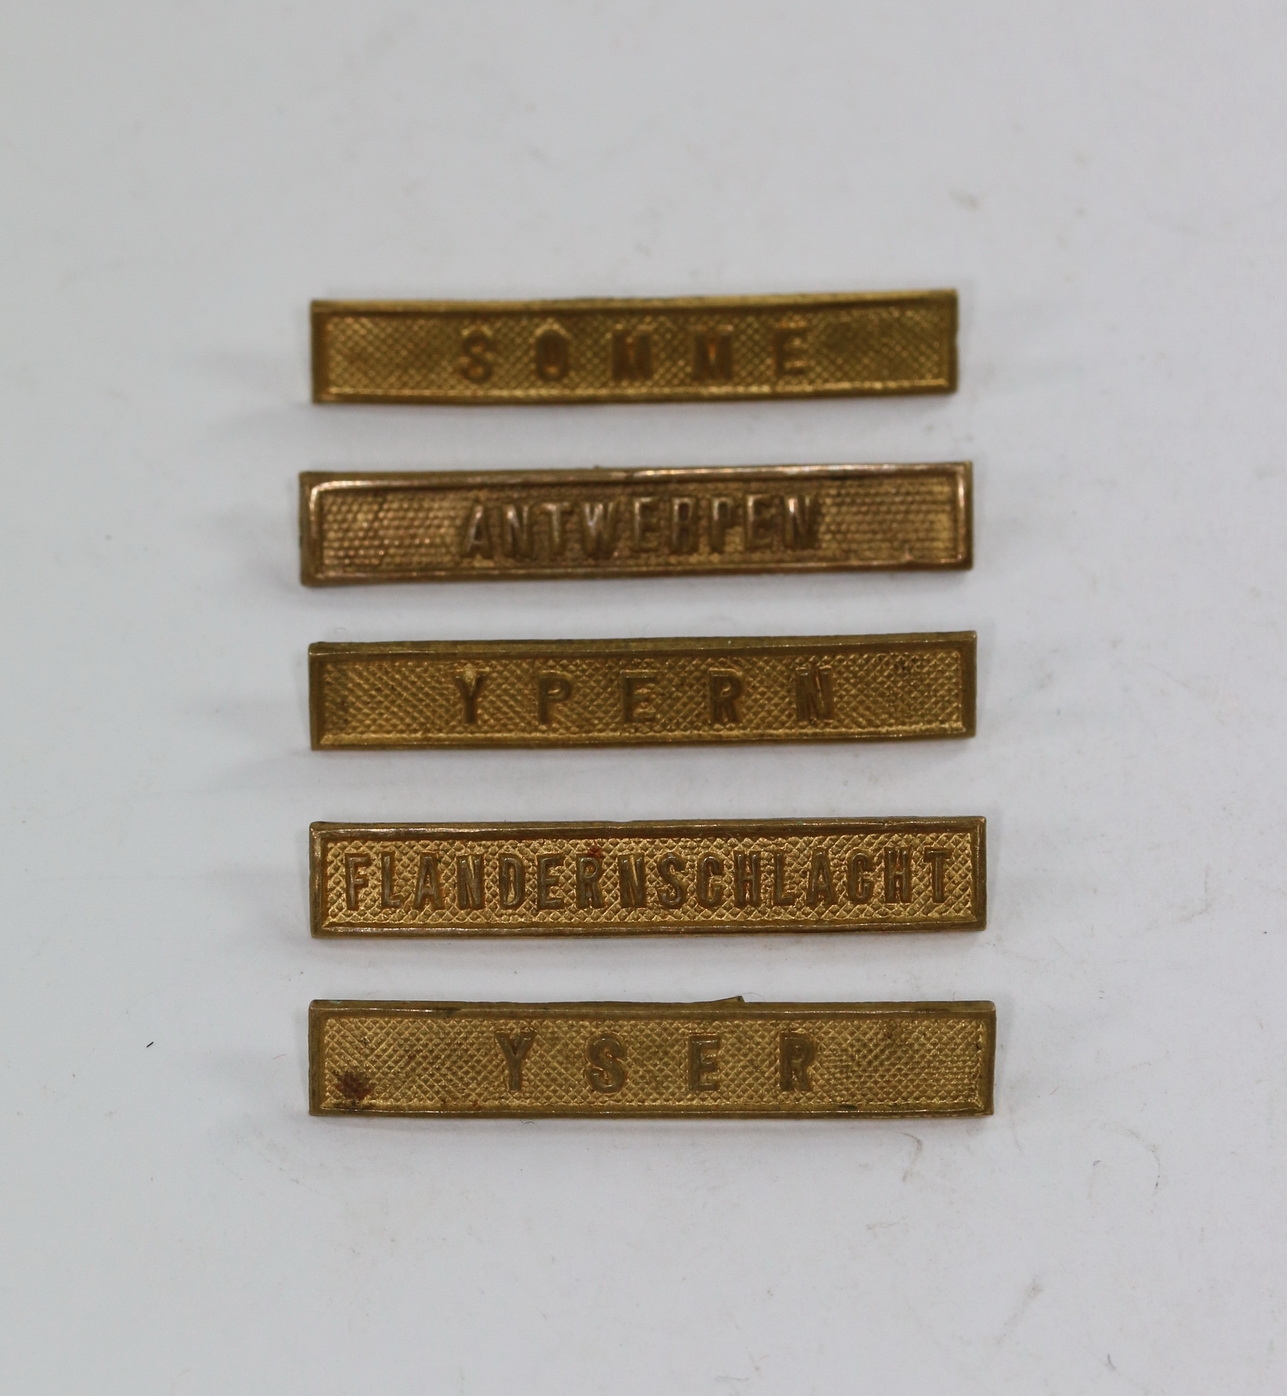 SOMME
ANTWERPEN
YPERN
FLANDERNSCHLACHT
YSER